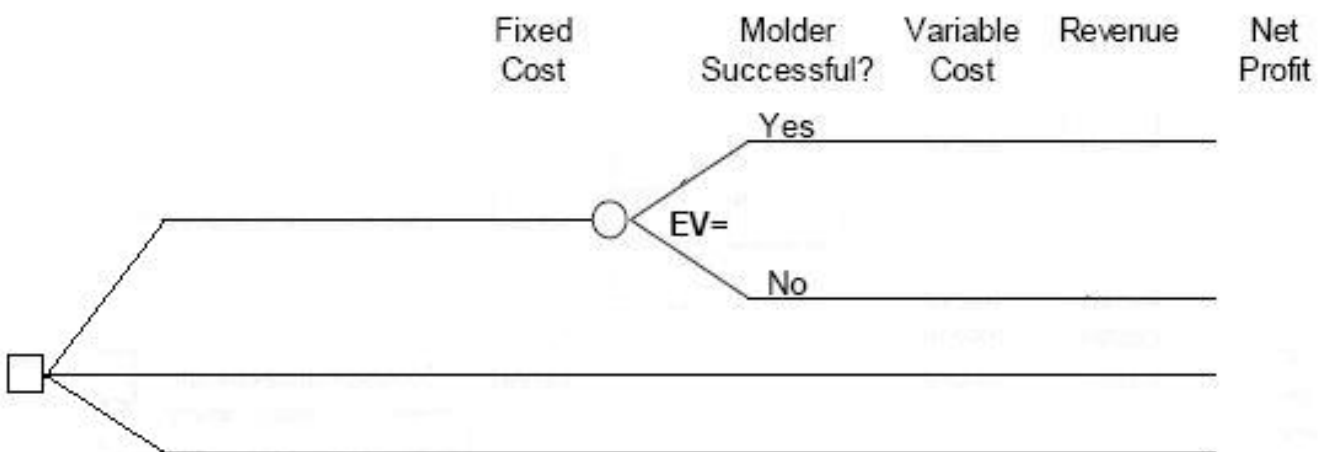 Fixed Cost
Molder Successful?
Variable Cost
Revenue
Net Profit
Yes
EV=
No